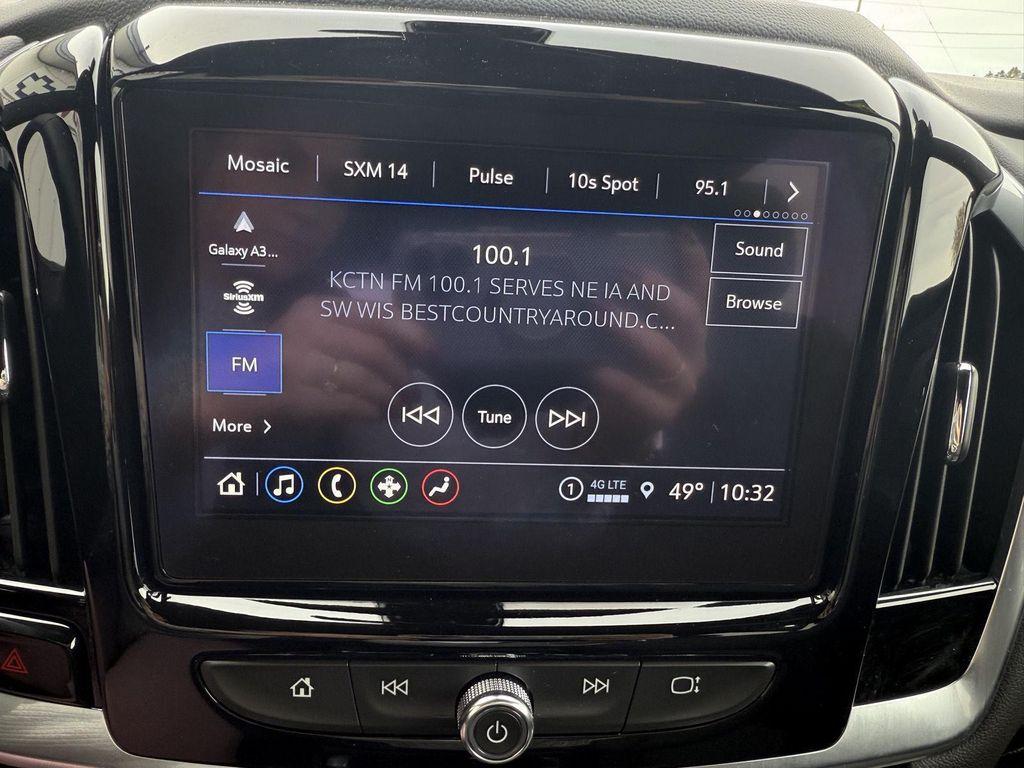 Mosaic
SXM 14
Pulse
10s Spot
95.1
Galaxy A3...
SiriusXM
FM
More
100.1
KCTN FM 100.1 SERVES NE IA AND
SW WIS BESTCOUNTRYAROUND.C...
Sound
Browse
Tune
1
4G LTE
49°
10:32